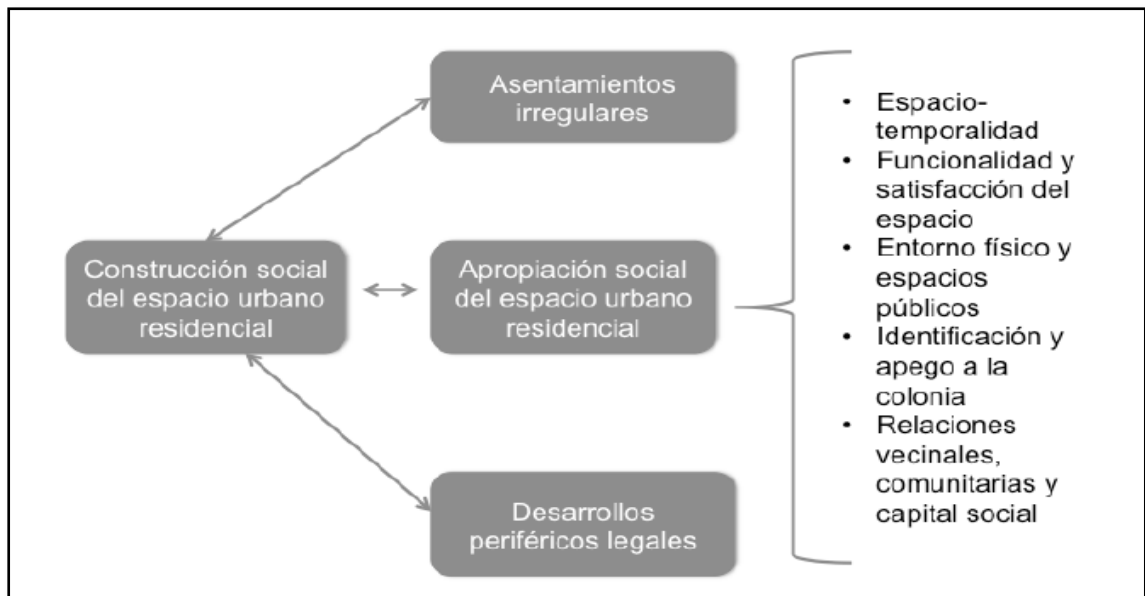 Asentamientos
irregulares
Construcción social
del espacio urbano
residencial
Apropiación social
del espacio urbano
residencial
Desarrollos
periféricos legales
• Espacio-
temporalidad
• Funcionalidad y
satisfacción del
espacio
• Entorno físico y
espacios
públicos
• Identificación y
apego a la
colonia
• Relaciones
vecinales,
comunitarias y
capital social